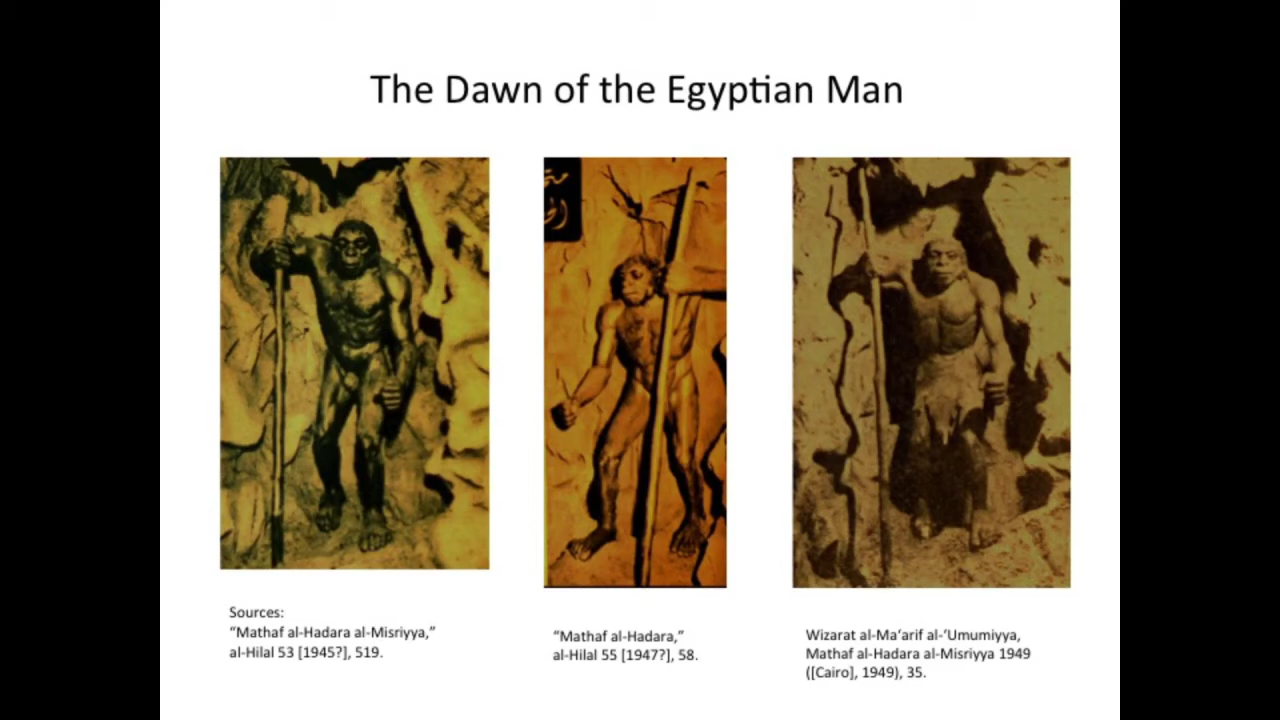 The Dawn of the Egyptian Man
Sources:
“Mathaf al-Hadara al-Misriyya,”
al-Hilal 53 [1945?], 519.
“Mathaf al-Hadara,”
al-Hilal 55 [1947?], 58.
Wizarat al-Ma‘arif al-‘Umumiyya,
Mathaf al-Hadara al-Misriyya 1949
([Cairo], 1949), 35.